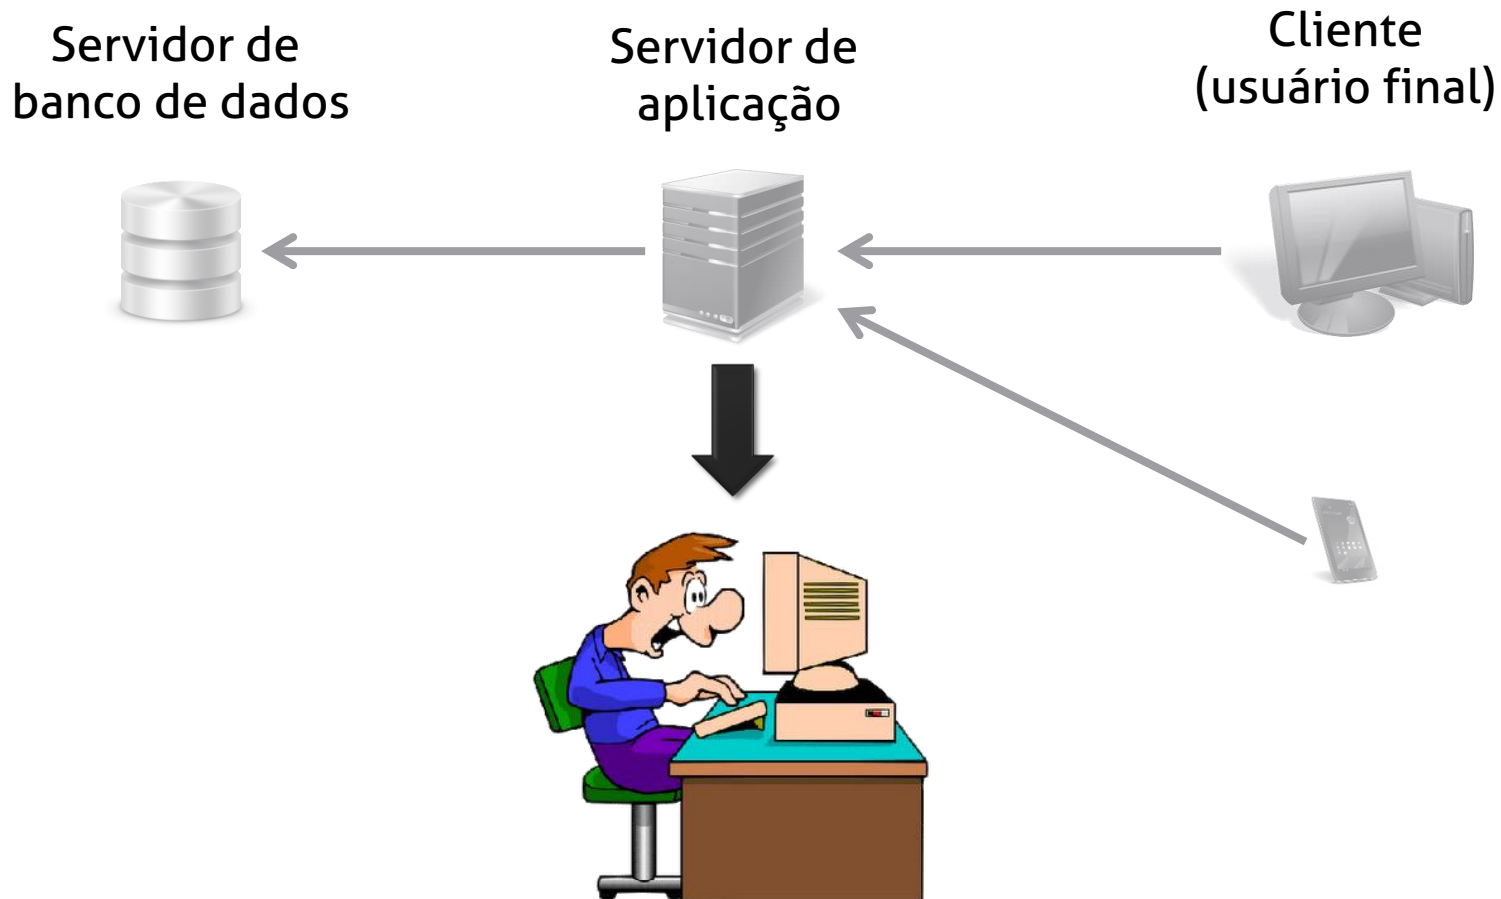 Servidor de
banco de dados
Servidor de
aplicação
Cliente
(usuário final)